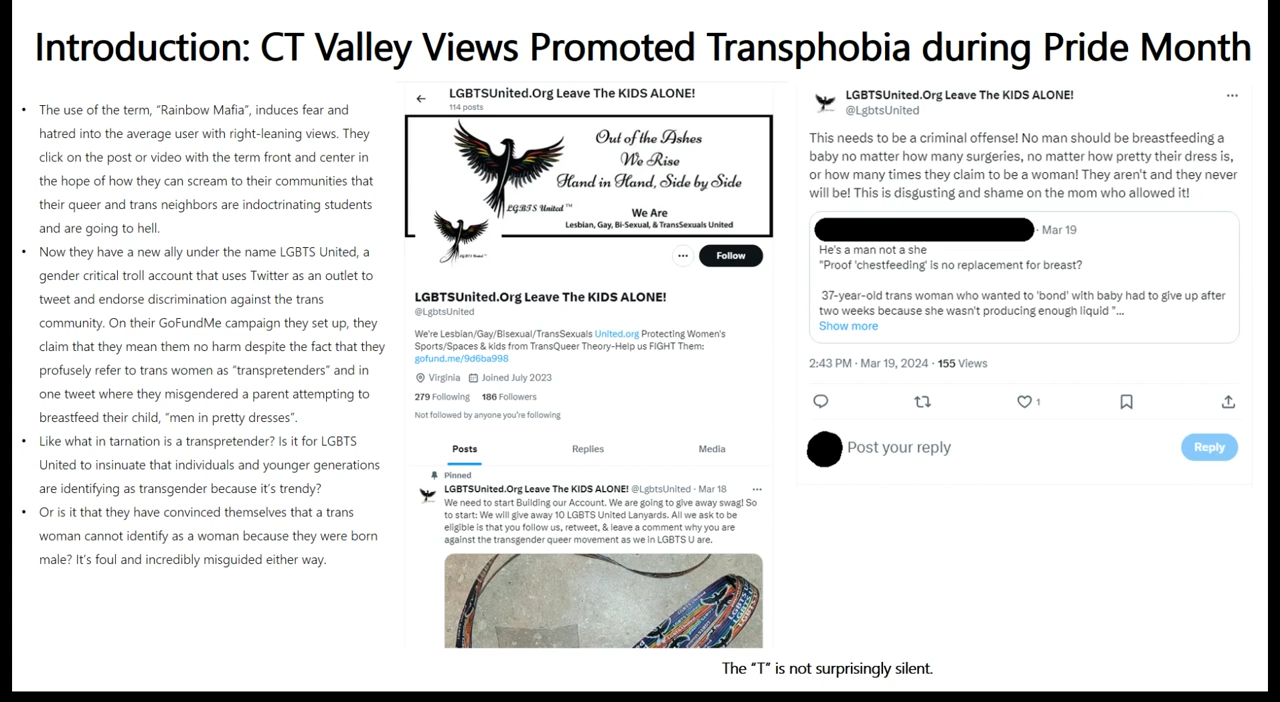 Introduction: CT Valley Views Promoted Transphobia during Pride Month
• The use of the term, "Rainbow Mafia", induces fear and
hatred into the average user with right-leaning views. They
click on the post or video with the term front and center in
the hope of how they can scream to their communities that
their queer and trans neighbors are indoctrinating students
and are going to hell.
• Now they have a new ally under the name LGBTS United, a
gender critical troll account that uses Twitter as an outlet to
tweet and endorse discrimination against the trans
community. On their GoFundMe campaign they set up, they
claim that they mean them no harm despite the fact that they
profusely refer to trans women as "transpretenders" and in
one tweet where they misgendered a parent attempting to
breastfeed their child, "men in pretty dresses".
• Like what in tarnation is a transpretender? Is it for LGBTS
United to insinuate that individuals and younger generations
are identifying as transgender because it's trendy?
• Or is it that they have convinced themselves that a trans
woman cannot identify as a woman because they were born
male? It's foul and incredibly misguided either way.
LGBTSUnited.Org Leave The KIDS ALONE!
114 posts
Out of the Ashes
We Rise
Hand in Hand, Side by Side
LGBTS United ™
We Are
Lesbian, Gay, Bi-Sexual, & TransSexuals United
Follow
LGBTSUnited.Org Leave The KIDS ALONE!
@LgbtsUnited
We're Lesbian/Gay/Bisexual/TransSexuals United.org Protecting Women's
Sports/Spaces & kids from TransQueer Theory-Help us FIGHT Them:
gofund.me/9d6ba998
Virginia Joined July 2023
279 Following 186 Followers
Not followed by anyone you're following
Posts Replies Media
Pinned
LGBTSUnited.Org Leave The KIDS ALONE! @LgbtsUnited · Mar 18
We need to start Building our Account. We are going to give away swag! So
to start: We will give away 10 LGBTS United Lanyards. All we ask to be
eligible is that you follow us, retweet, & leave a comment why you are
against the transgender queer movement as we in LGBTS U are.
LGBTSUnited.Org Leave The KIDS ALONE!
@LgbtsUnited
This needs to be a criminal offense! No man should be breastfeeding a
baby no matter how many surgeries, no matter how pretty their dress is,
or how many times they claim to be a woman! They aren't and they never
will be! This is disgusting and shame on the mom who allowed it!
· Mar 19
He's a man not a she
"Proof 'chestfeeding' is no replacement for breast?
37-year-old trans woman who wanted to 'bond' with baby had to give up after
two weeks because she wasn't producing enough liquid "...
Show more
2:43 PM · Mar 19, 2024 · 155 Views
1
Post your reply
Reply
The "T" is not surprisingly silent.